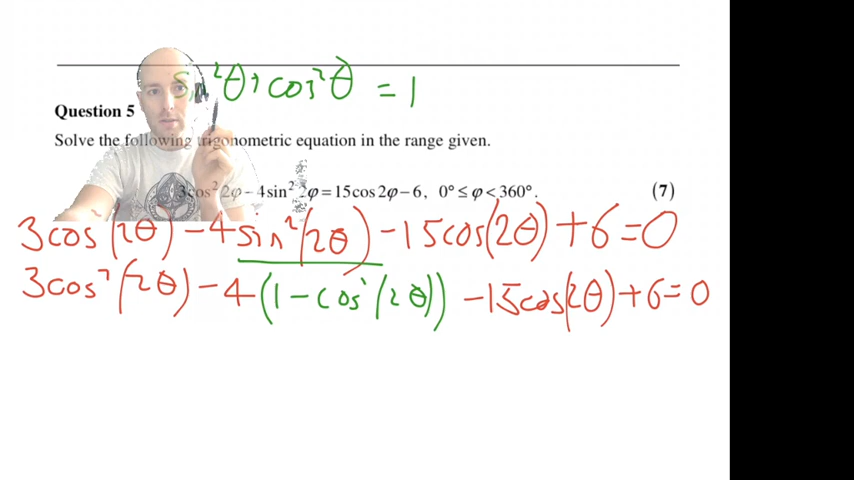 sin²θ + cos²θ = 1
Question 5
Solve the following trigonometric equation in the range given.
3cos² 2φ − 4sin² 2φ = 15cos 2φ − 6, 0° ≤ φ < 360°. (7)
3cos²(2θ) − 4sin²(2θ) − 15cos(2θ) + 6 = 0
3cos²(2θ) − 4(1 − cos²(2θ)) − 15cos(2θ) + 6 = 0